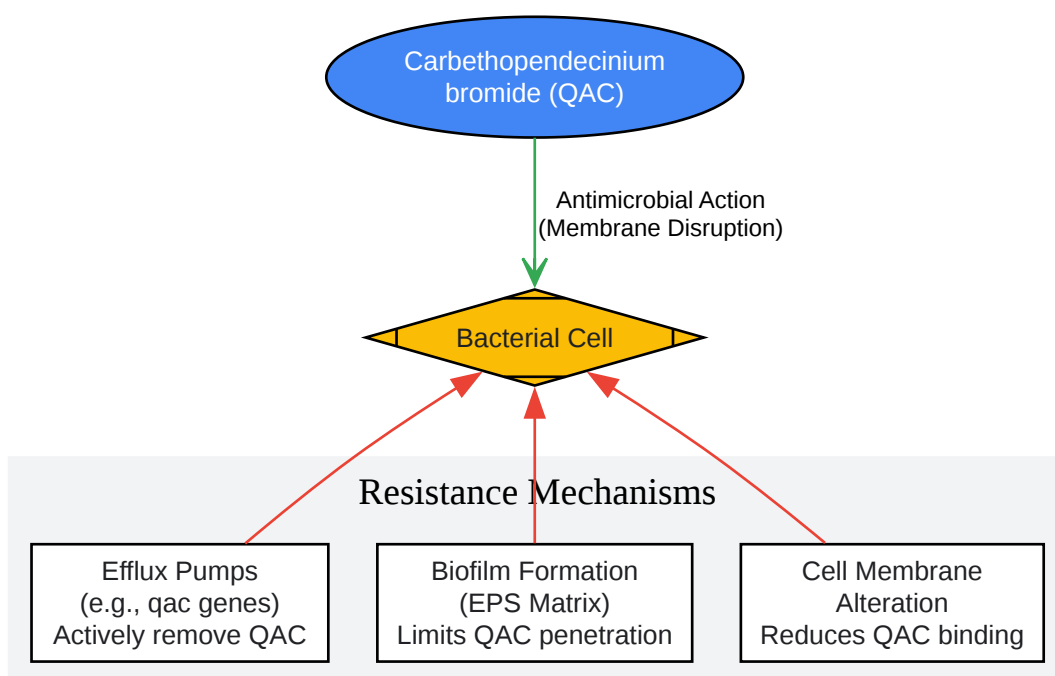 Carbethopendecinium
bromide (QAC)
Antimicrobial Action
(Membrane Disruption)
Bacterial Cell
Resistance Mechanisms
Efflux Pumps
(e.g., qac genes)
Actively remove QAC
Biofilm Formation
(EPS Matrix)
Limits QAC penetration
Cell Membrane
Alteration
Reduces QAC binding